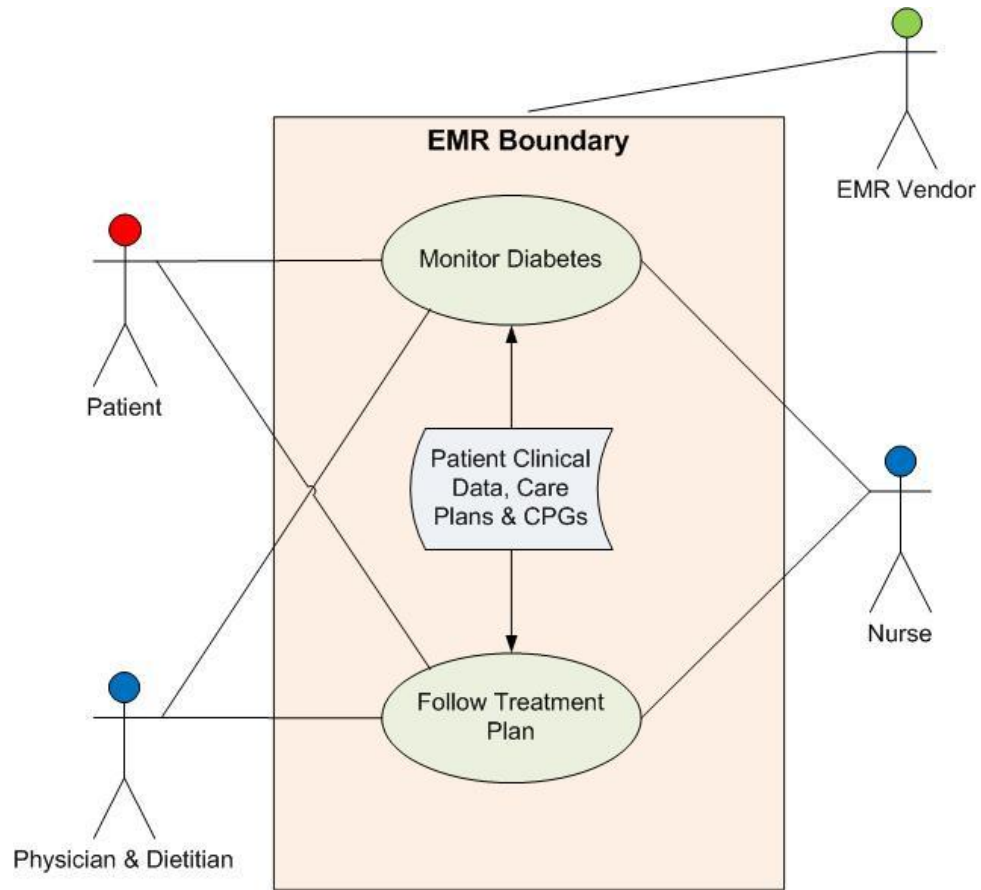 EMR Boundary
EMR Vendor
Monitor Diabetes
Patient
Patient Clinical
Data, Care
Plans & CPGs
Nurse
Follow Treatment
Plan
Physician & Dietitian